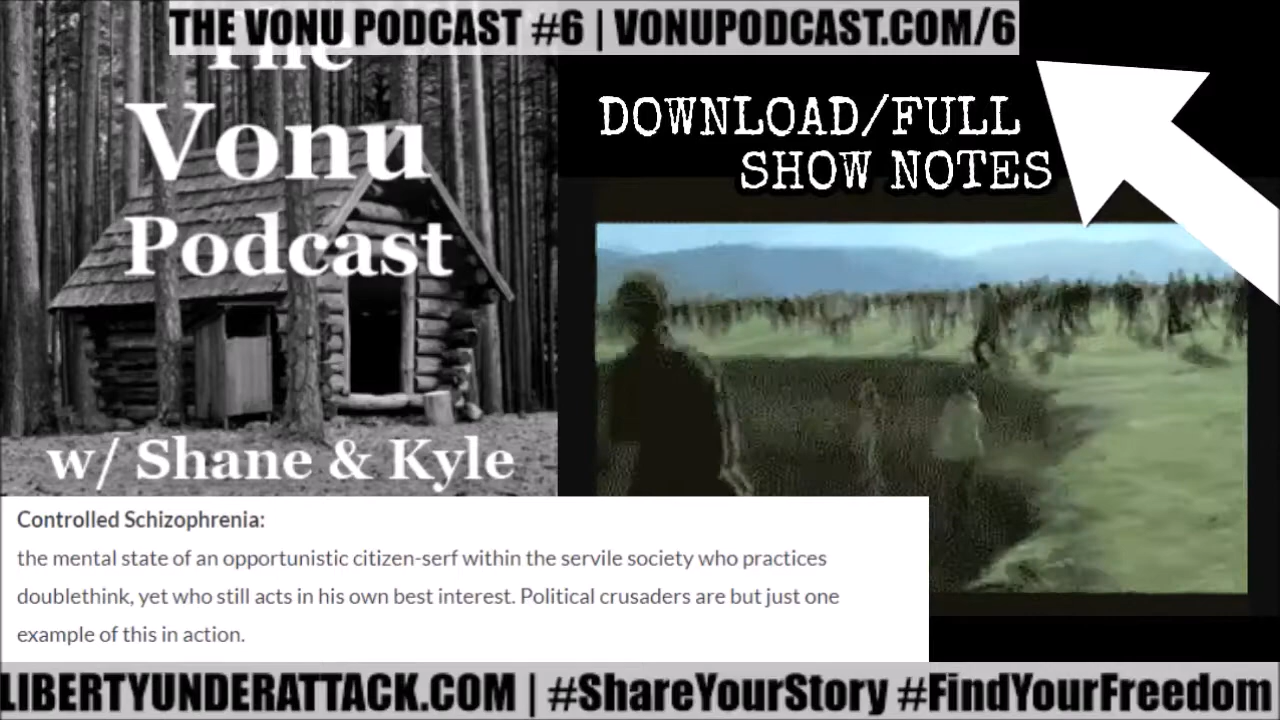 THE VONU PODCAST #6 | VONUPODCAST.COM/6
The
Vonu
Podcast
w/ Shane & Kyle
DOWNLOAD/FULL
SHOW NOTES
Controlled Schizophrenia:
the mental state of an opportunistic citizen-serf within the servile society who practices
doublethink, yet who still acts in his own best interest. Political crusaders are but just one
example of this in action.
LIBERTYUNDERATTACK.COM | #ShareYourStory #FindYourFreedom